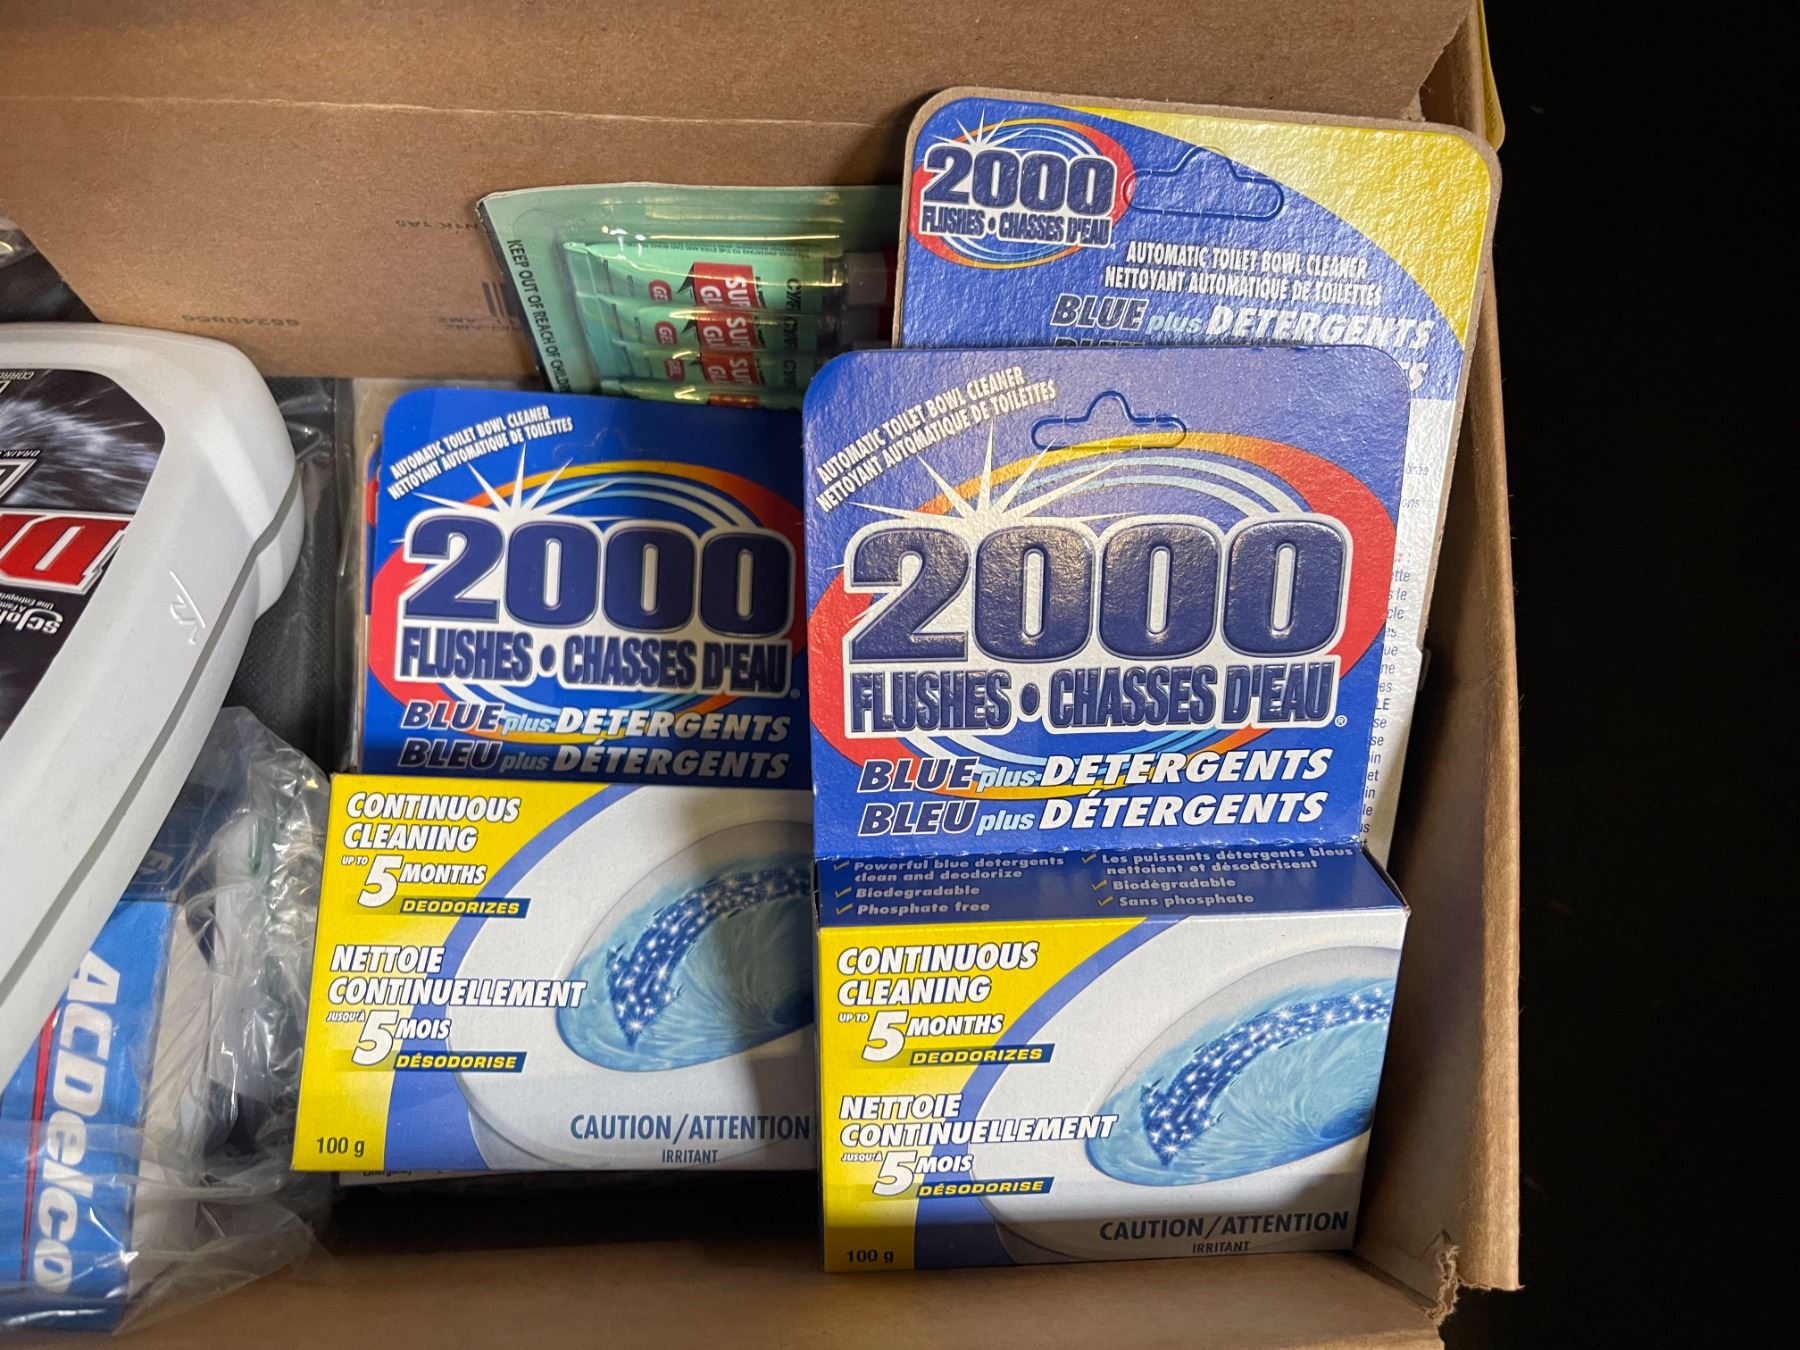 2000
FLUSHES • CHASSES D'EAU
AUTOMATIC TOILET BOWL CLEANER
NETTOYANT AUTOMATIQUE DE TOILETTES
BLUE plus DETERGENTS
KEEP OUT OF REACH OF CHILDREN
SUPER
GLUE
GEL
AUTOMATIC TOILET BOWL CLEANER
NETTOYANT AUTOMATIQUE DE TOILETTES
2000
FLUSHES • CHASSES D'EAU
BLUE plus DETERGENTS
BLEU plus DÉTERGENTS
CONTINUOUS
CLEANING
UP TO
5 MONTHS
DEODORIZES
NETTOIE
CONTINUELLEMENT
JUSQU'À
5 MOIS
DÉSODORISE
CAUTION/ATTENTION
IRRITANT
100 g
AUTOMATIC TOILET BOWL CLEANER
NETTOYANT AUTOMATIQUE DE TOILETTES
2000
FLUSHES • CHASSES D'EAU®
BLUE plus DETERGENTS
BLEU plus DÉTERGENTS
Powerful blue detergents
clean and deodorize
Biodegradable
Phosphate free
Les puissants détergents bleus
nettoient et désodorisent
Biodégradable
Sans phosphate
CONTINUOUS
CLEANING
UP TO
5 MONTHS
DEODORIZES
NETTOIE
CONTINUELLEMENT
JUSQU'À
5 MOIS
DÉSODORISE
CAUTION/ATTENTION
IRRITANT
100 g
ACDelco